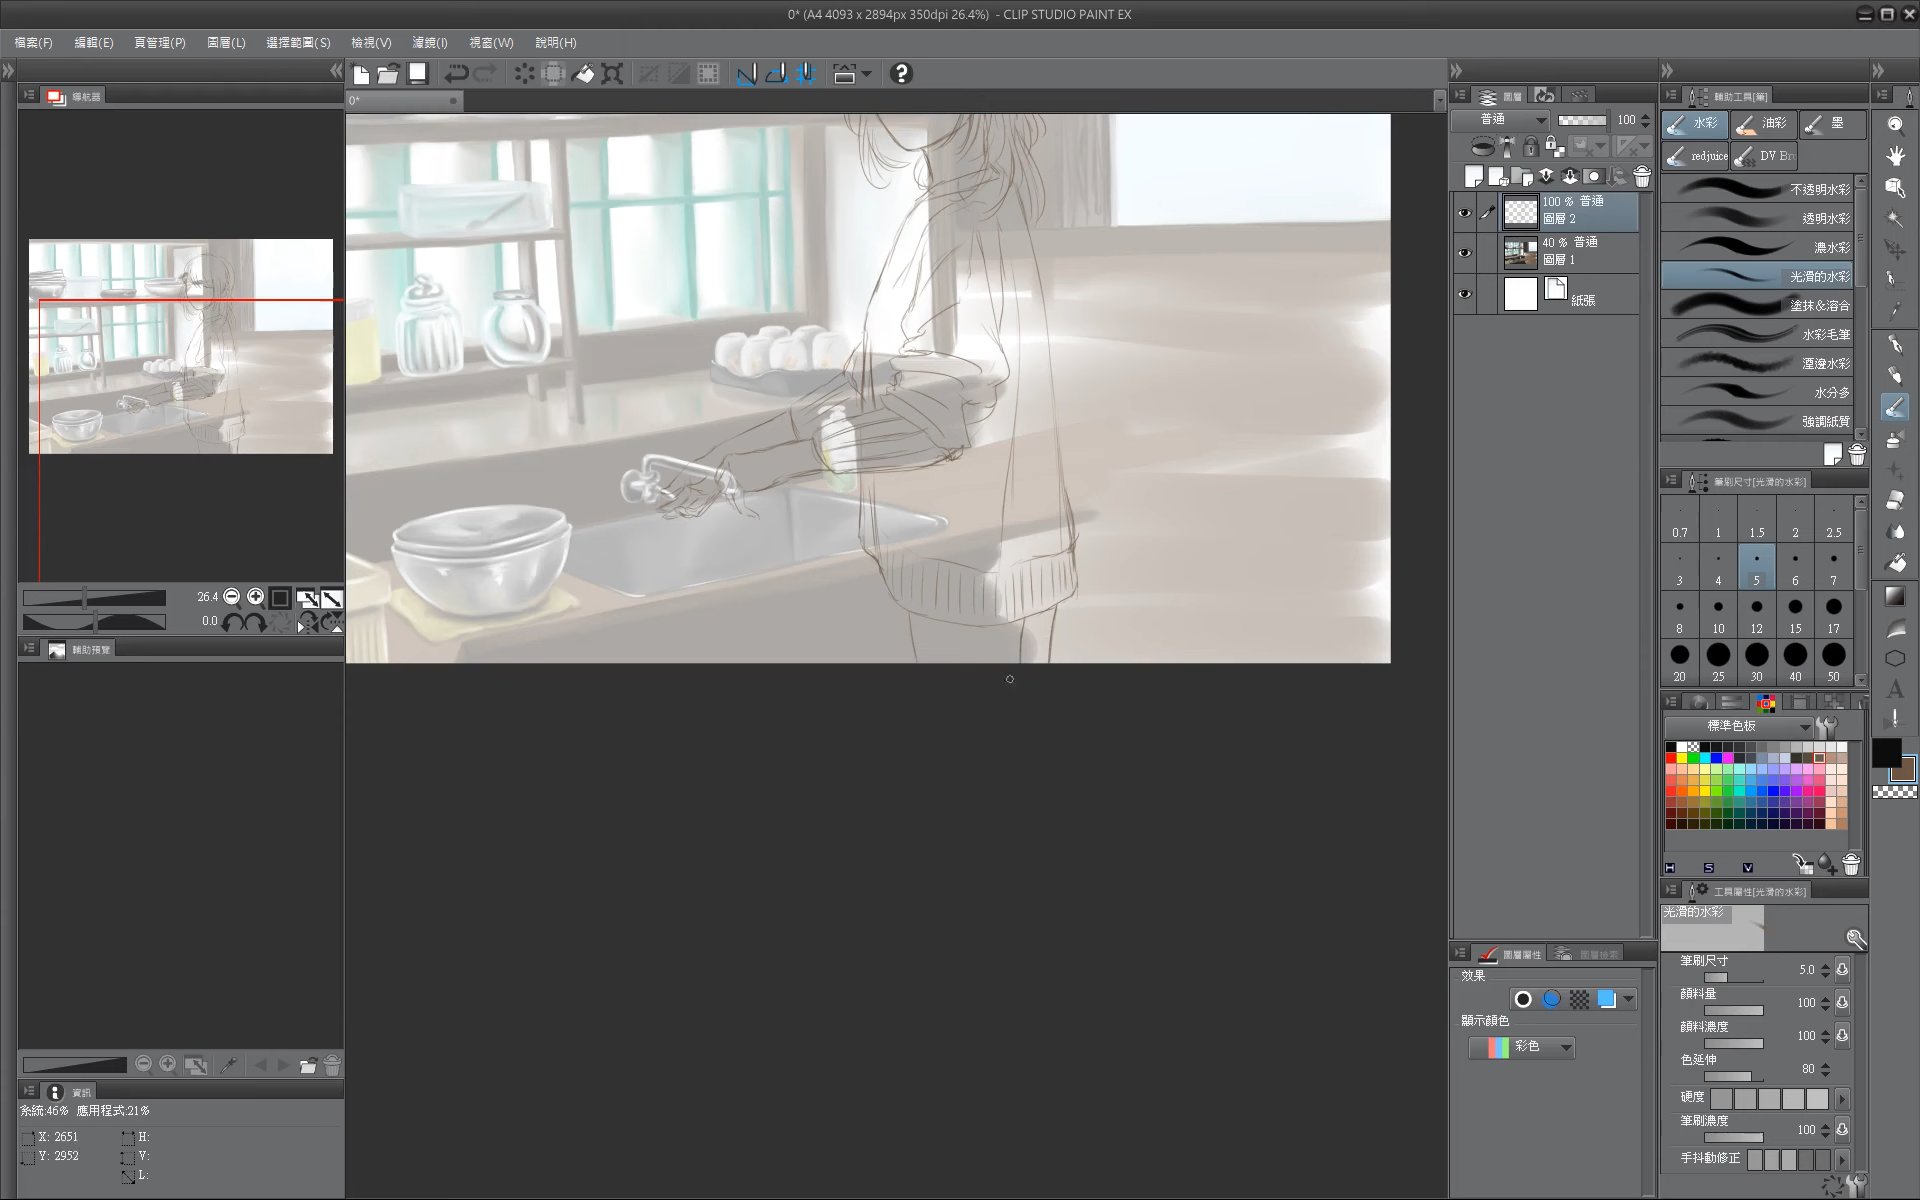 0* (A4 4093 x 2894px 350dpi 26.4%)  - CLIP STUDIO PAINT EX
檔案(F) 編輯(E) 頁管理(P) 圖層(L) 選擇範圍(S) 檢視(V) 濾鏡(I) 視窗(W) 說明(H)
導航器
0*
26.4
0.0
輔助預覽
資訊
系統:46% 應用程式:21%
X: 2651 H:
Y: 2952 V:
L:
圖層
普通 100
100 % 普通
圖層 2
40 % 普通
圖層 1
紙張
圖層屬性 圖層檢索
效果
顯示顏色
彩色
輔助工具[筆]
水彩 油彩 墨
redjuice DV Br
不透明水彩
透明水彩
濃水彩
光滑的水彩
塗抹&溶合
水彩毛筆
溼邊水彩
水分多
強調紙質
筆刷尺寸[光滑的水彩]
0.7 1 1.5 2 2.5
3 4 5 6 7
8 10 12 15 17
20 25 30 40 50
標準色板
H S V
工具屬性[光滑的水彩]
光滑的水彩
筆刷尺寸 5.0
顏料量 100
顏料濃度 100
色延伸 80
硬度
筆刷濃度 100
手抖動修正